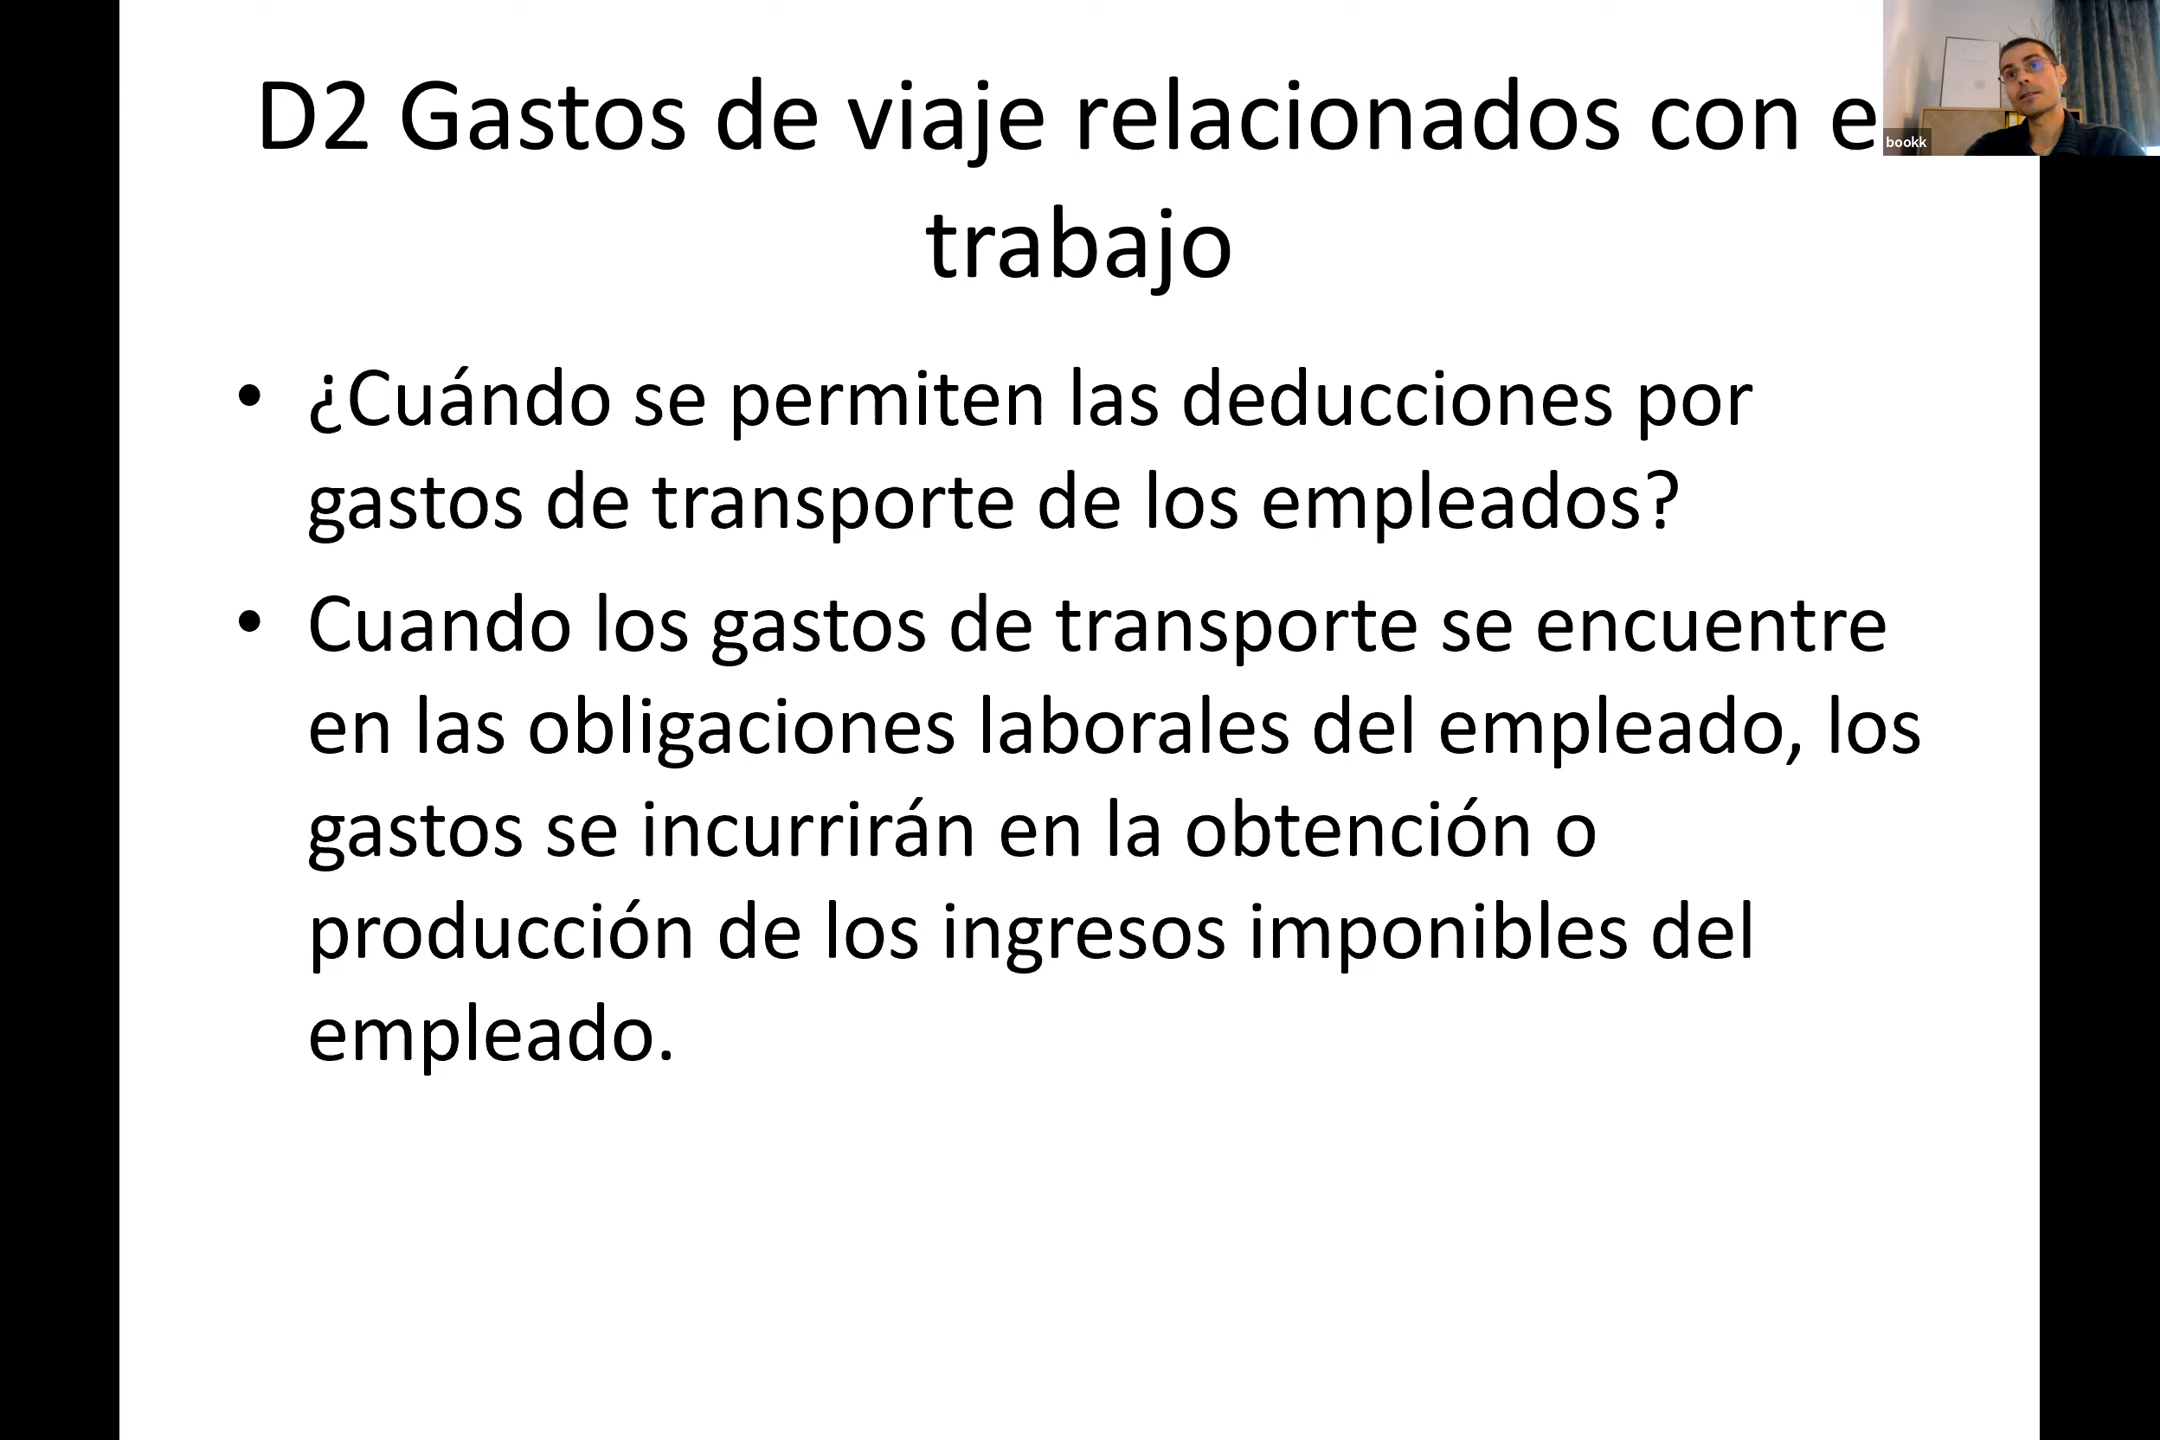 D2 Gastos de viaje relacionados con e
trabajo
• ¿Cuándo se permiten las deducciones por
gastos de transporte de los empleados?
• Cuando los gastos de transporte se encuentre
en las obligaciones laborales del empleado, los
gastos se incurrirán en la obtención o
producción de los ingresos imponibles del
empleado.
bookk